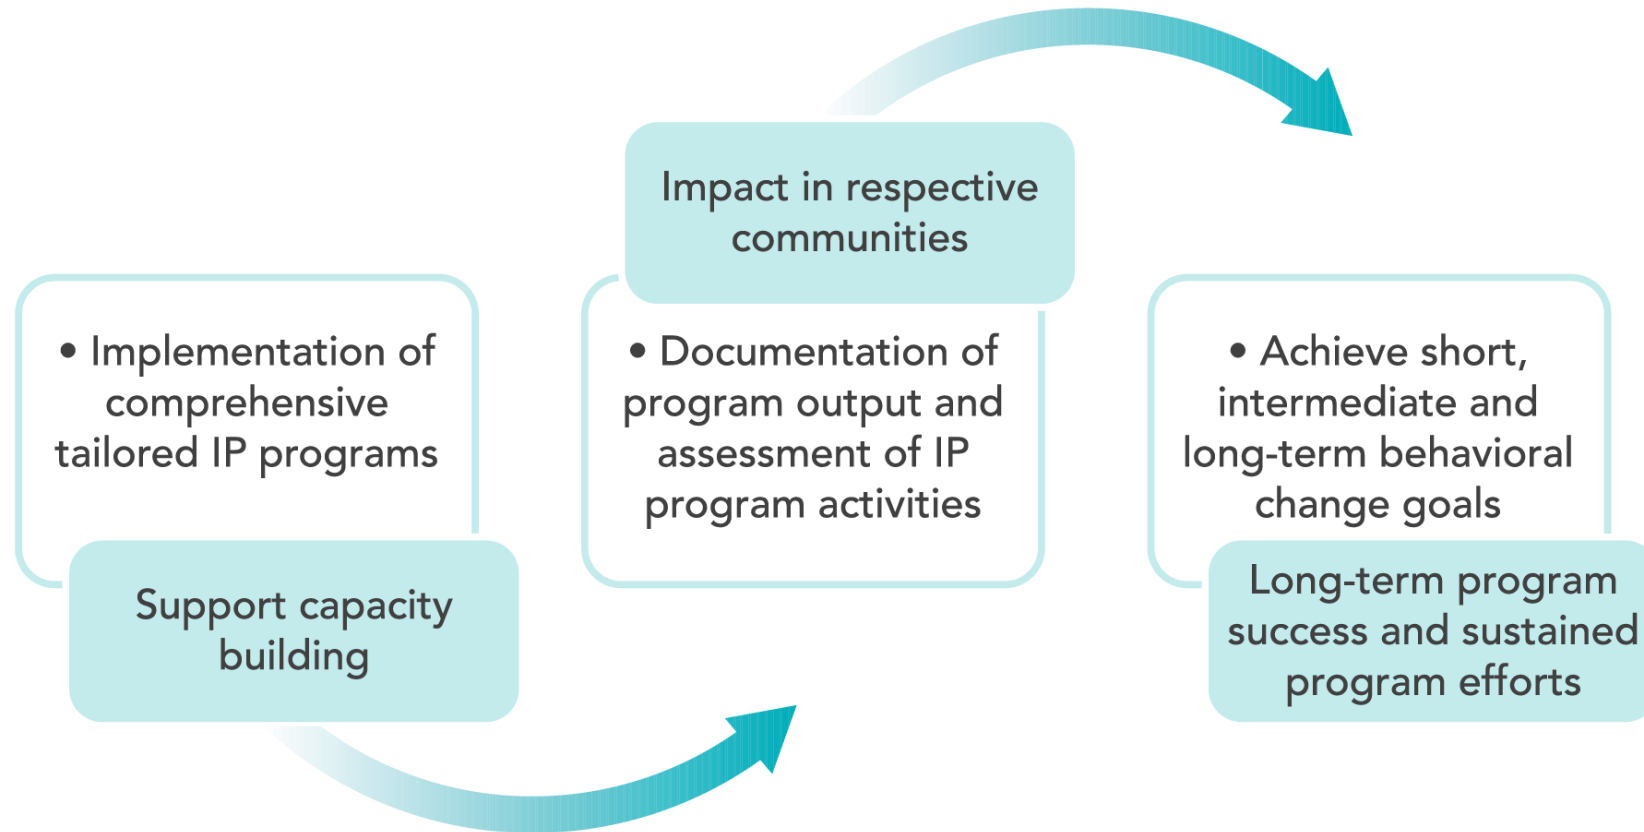 • Implementation of
comprehensive
tailored IP programs
Support capacity
building
Impact in respective
communities
• Documentation of
program output and
assessment of IP
program activities
• Achieve short,
intermediate and
long-term behavioral
change goals
Long-term program
success and sustained
program efforts